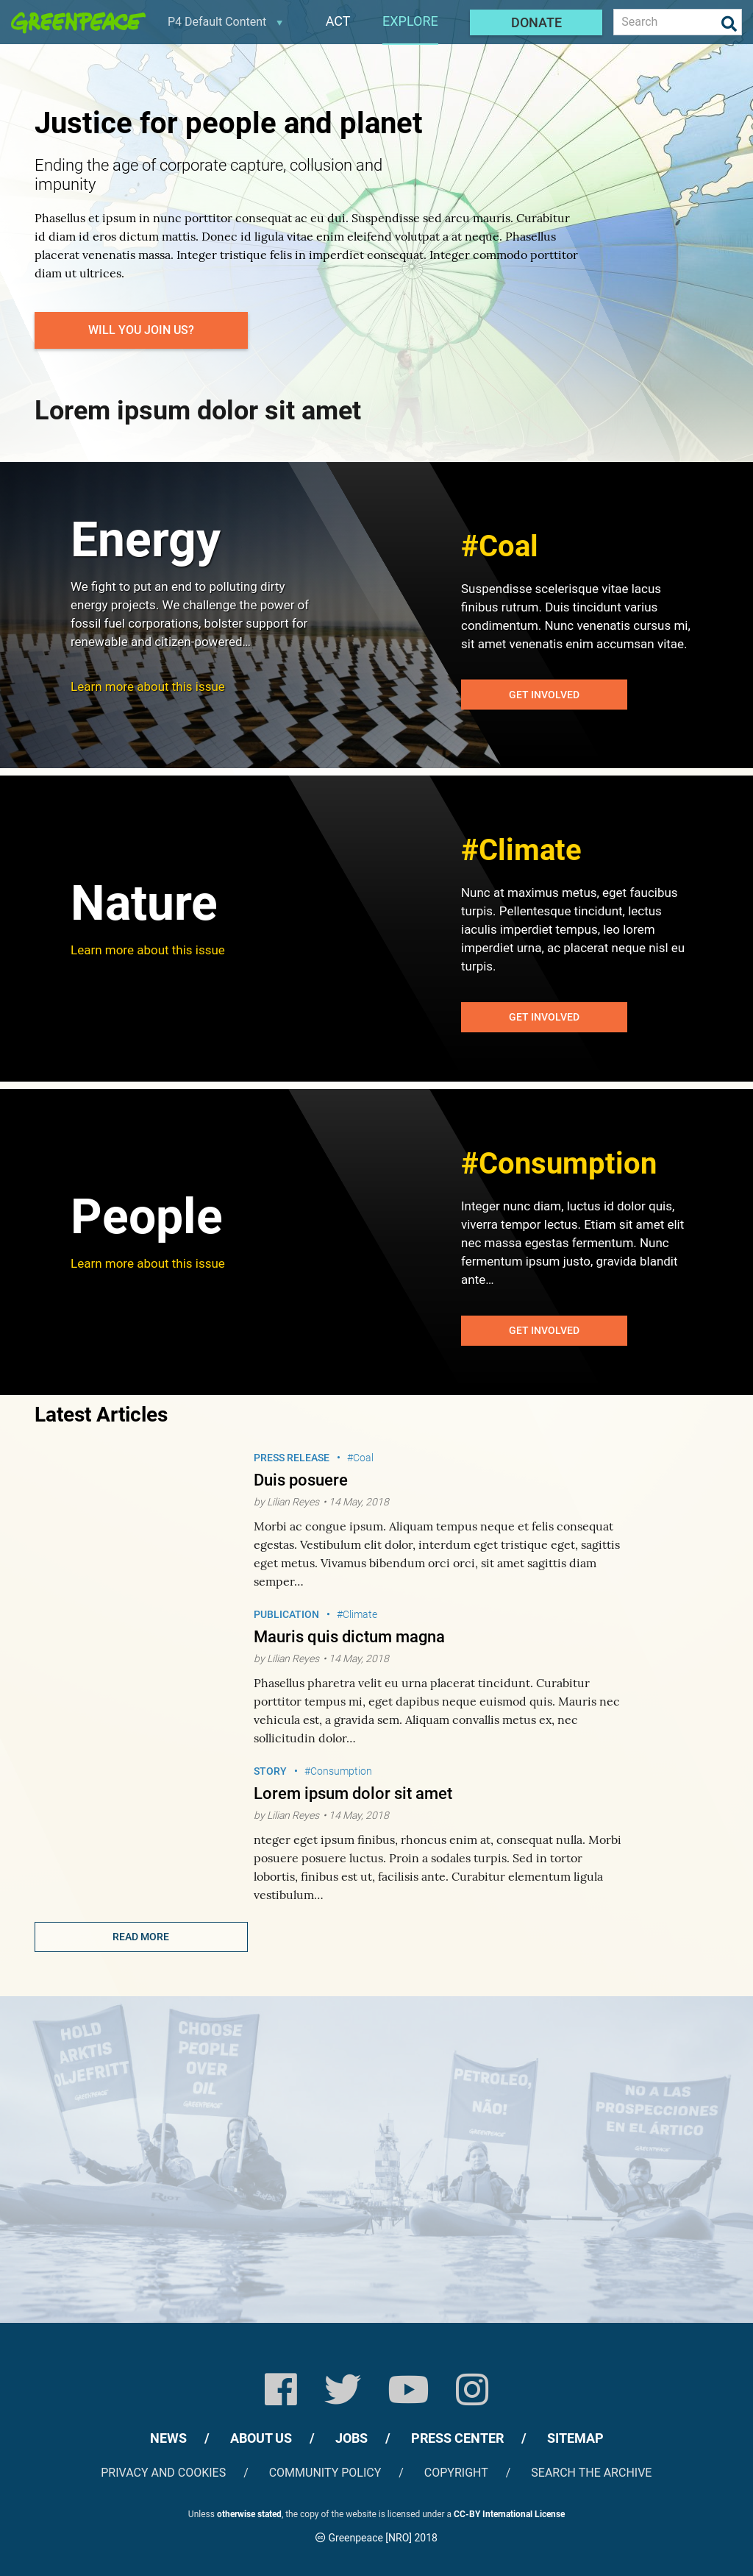 GREENPEACE
P4 Default Content
ACT
EXPLORE
DONATE
Search
Justice for people and planet
Ending the age of corporate capture, collusion and
impunity
Phasellus et ipsum in nunc porttitor consequat ac eu dui. Suspendisse sed arcu mauris. Curabitur
id diam id eros dictum mattis. Donec id ligula vitae enim eleifend volutpat a at neque. Phasellus
placerat venenatis massa. Integer tristique felis in imperdiet consequat. Integer commodo porttitor
diam ut ultrices.
WILL YOU JOIN US?
Lorem ipsum dolor sit amet
Energy
We fight to put an end to polluting dirty
energy projects. We challenge the power of
fossil fuel corporations, bolster support for
renewable and citizen-powered...
Learn more about this issue
#Coal
Suspendisse scelerisque vitae lacus
finibus rutrum. Duis tincidunt varius
condimentum. Nunc venenatis cursus mi,
sit amet venenatis enim accumsan vitae.
GET INVOLVED
Nature
Learn more about this issue
#Climate
Nunc at maximus metus, eget faucibus
turpis. Pellentesque tincidunt, lectus
iaculis imperdiet tempus, leo lorem
imperdiet urna, ac placerat neque nisl eu
turpis.
GET INVOLVED
People
Learn more about this issue
#Consumption
Integer nunc diam, luctus id dolor quis,
viverra tempor lectus. Etiam sit amet elit
nec massa egestas fermentum. Nunc
fermentum ipsum justo, gravida blandit
ante...
GET INVOLVED
Latest Articles
PRESS RELEASE • #Coal
Duis posuere
by Lilian Reyes • 14 May, 2018
Morbi ac congue ipsum. Aliquam tempus neque et felis consequat
egestas. Vestibulum elit dolor, interdum eget tristique eget, sagittis
eget metus. Vivamus bibendum orci orci, sit amet sagittis diam
semper...
PUBLICATION • #Climate
Mauris quis dictum magna
by Lilian Reyes • 14 May, 2018
Phasellus pharetra velit eu urna placerat tincidunt. Curabitur
porttitor tempus mi, eget dapibus neque euismod quis. Mauris nec
vehicula est, a gravida sem. Aliquam convallis metus ex, nec
sollicitudin dolor...
STORY • #Consumption
Lorem ipsum dolor sit amet
by Lilian Reyes • 14 May, 2018
nteger eget ipsum finibus, rhoncus enim at, consequat nulla. Morbi
posuere posuere luctus. Proin a sodales turpis. Sed in tortor
lobortis, finibus est ut, facilisis ante. Curabitur elementum ligula
vestibulum...
READ MORE
HOLD
ARKTIS
OLJEFRITT
GREENPEACE
CHOOSE
PEOPLE
OVER
OIL
GREENPEACE
PETROLEO,
NÃO!
GREENPEACE
NO A LAS
PROSPECCIONES
EN EL ÁRTICO
GREENPEACE
NEWS / ABOUT US / JOBS / PRESS CENTER / SITEMAP
PRIVACY AND COOKIES / COMMUNITY POLICY / COPYRIGHT / SEARCH THE ARCHIVE
Unless otherwise stated, the copy of the website is licensed under a CC-BY International License
Greenpeace [NRO] 2018